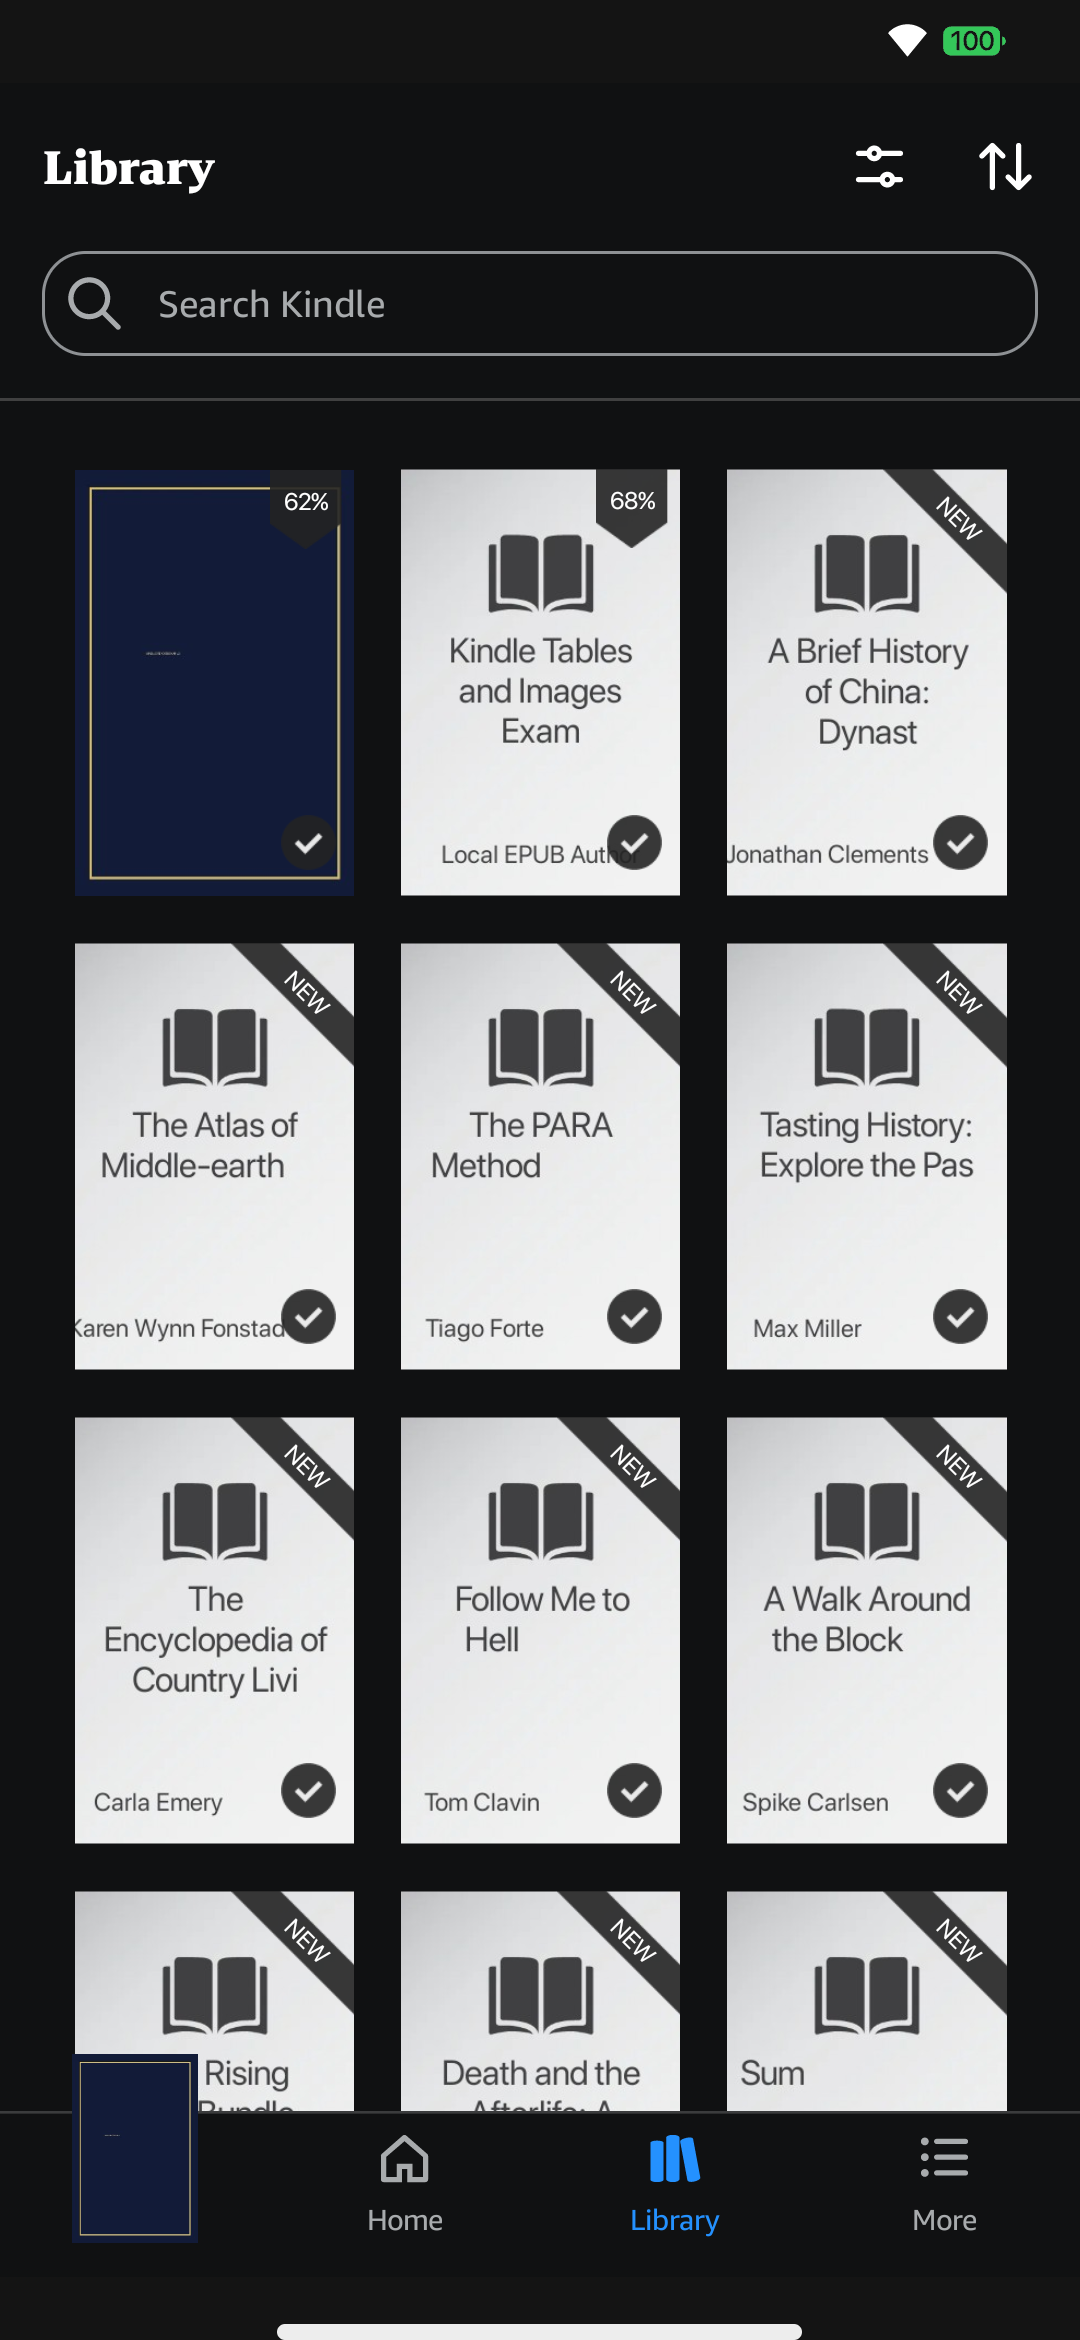 100
Library
Search Kindle
62%
68%
Kindle Tables
and Images
Exam
Local EPUB Author
NEW
A Brief History
of China:
Dynast
Jonathan Clements
NEW
The Atlas of
Middle-earth
Karen Wynn Fonstad
NEW
The PARA
Method
Tiago Forte
NEW
Tasting History:
Explore the Pas
Max Miller
NEW
The
Encyclopedia of
Country Livi
Carla Emery
NEW
Follow Me to
Hell
Tom Clavin
NEW
A Walk Around
the Block
Spike Carlsen
NEW
Rising
Bundle
NEW
Death and the
Afterlife: A
NEW
Sum
Home
Library
More